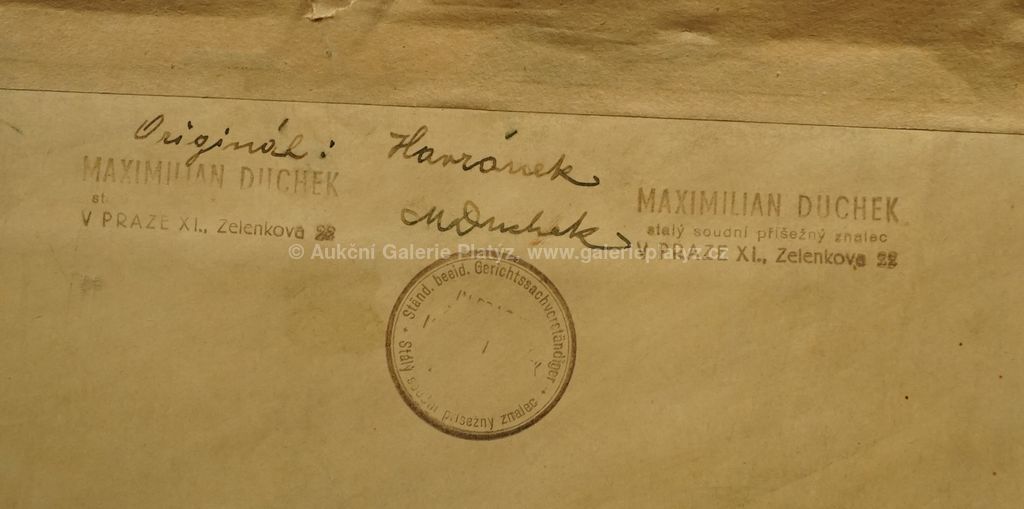 Originál: Havránek
MAXIMILIAN DUCHEK
st.
V PRAZE XI., Zelenkova 22
MDuchek
MAXIMILIAN DUCHEK
stalý soudní přísežný znalec
V PRAZE XI., Zelenkova 22
© Aukční Galerie Platýz, www.galerieplatyz.cz
Ständ. beeid. Gerichtssachverständiger
Stálý soudní přísežný znalec